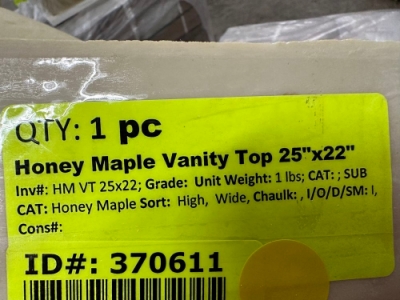 QTY: 1 pc
Honey Maple Vanity Top 25"x22"
Inv#: HM VT 25x22; Grade: Unit Weight: 1 lbs; CAT: ; SUB
CAT: Honey Maple Sort: High, Wide, Chaulk: , I/O/D/SM: I,
Cons#:
ID#: 370611